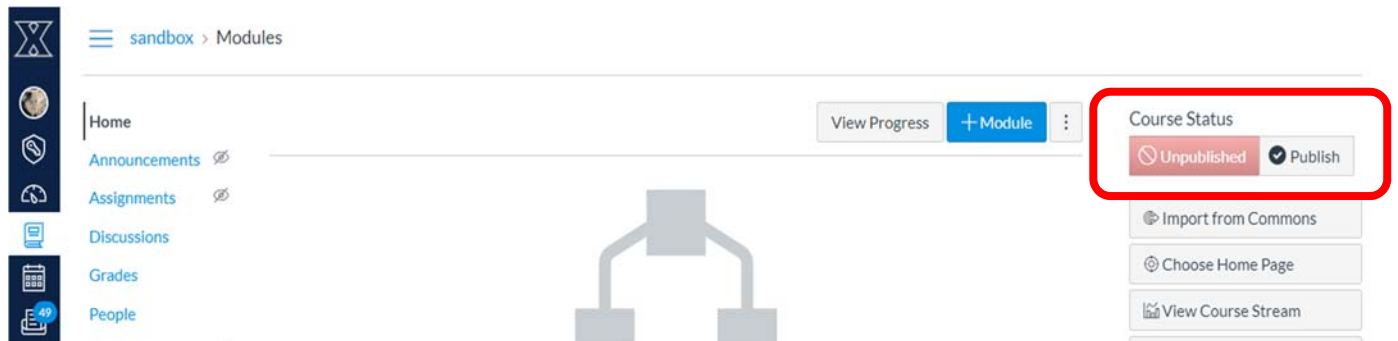 sandbox > Modules
Home
View Progress
+ Module
Course Status
Announcements
Unpublished
Publish
Assignments
Import from Commons
Discussions
Choose Home Page
Grades
View Course Stream
People
49